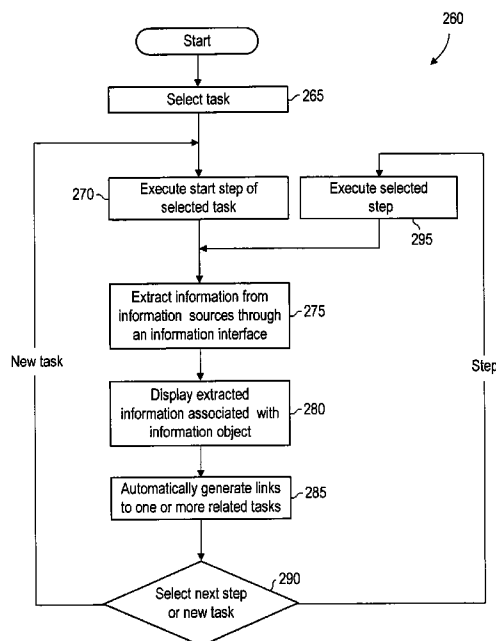 260
Start
Select task
265
270
Execute start step of
selected task
Execute selected
step
295
Extract information from
information sources through
an information interface
275
New task
Step
Display extracted
information associated with
information object
280
Automatically generate links
to one or more related tasks
285
290
Select next step
or new task